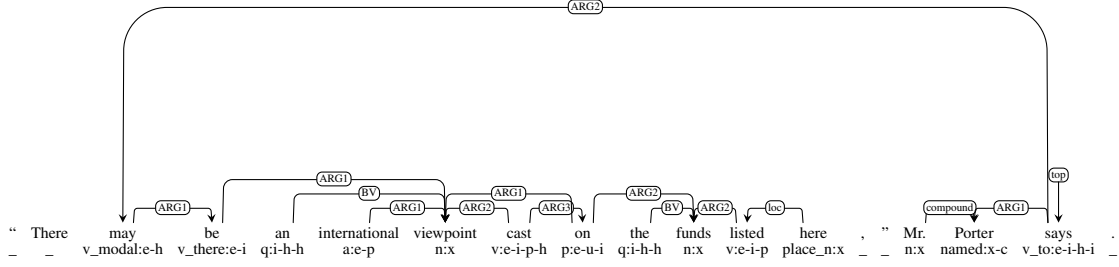 ARG2
ARG1 ARG1 BV ARG1 ARG2 ARG1 ARG3 ARG2 BV ARG2 loc compound ARG1 top
“ There may be an international viewpoint cast on the funds listed here , ” Mr. Porter says .
_ _ v_modal:e-h v_there:e-i q:i-h-h a:e-p n:x v:e-i-p-h p:e-u-i q:i-h-h n:x v:e-i-p place_n:x _ _ n:x named:x-c v_to:e-i-h-i _